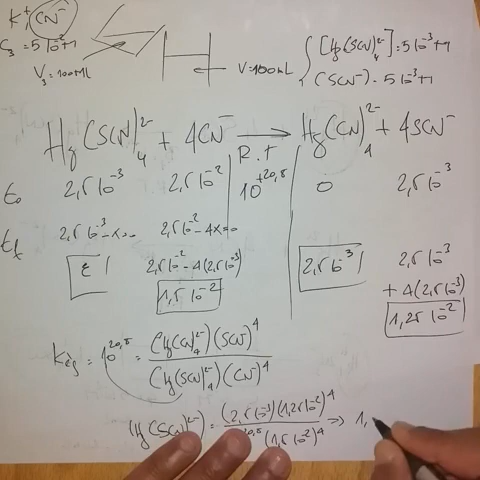 K⁺, CN⁻
C₃ = 5 10⁻² M
V₃ = 100 mL
V = 100 mL { [Hg(SCN)₄²⁻] = 5 10⁻³ M
(SCN⁻) = 5 10⁻³ M
Hg(SCN)₄²⁻ + 4CN⁻ → Hg(CN)₄²⁻ + 4SCN⁻
R.T
t₀ 2,5 10⁻³ 2,5 10⁻² 10⁺²⁰,⁸ 0 2,5 10⁻³
t_f 2,5 10⁻³ - x = 0 2,5 10⁻² - 4x = 0
ε 2,5 10⁻² - 4(2,5 10⁻³) 2,5 10⁻³ 2,5 10⁻³
1,5 10⁻² + 4(2,5 10⁻³)
1,25 10⁻²
Kéq = 10²⁰,⁸ = (Hg(CN)₄²⁻)(SCN)⁴ / (Hg(SCN)₄²⁻)(CN)⁴
(Hg(SCN)₄²⁻) = (2,5 10⁻³)(1,25 10⁻²)⁴ / ²⁰,⁸(1,5 10⁻²)⁴ ⇒ 1,